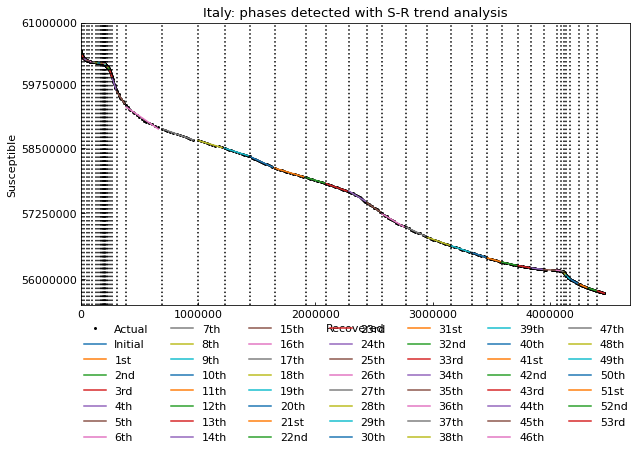 Italy: phases detected with S-R trend analysis
61000000
59750000
58500000
57250000
56000000
Susceptible
0 1000000 2000000 3000000 4000000
Recovered
Actual 7th 15th 23rd 31st 39th 47th
Initial 8th 16th 24th 32nd 40th 48th
1st 9th 17th 25th 33rd 41st 49th
2nd 10th 18th 26th 34th 42nd 50th
3rd 11th 19th 27th 35th 43rd 51st
4th 12th 20th 28th 36th 44th 52nd
5th 13th 21st 29th 37th 45th 53rd
6th 14th 22nd 30th 38th 46th